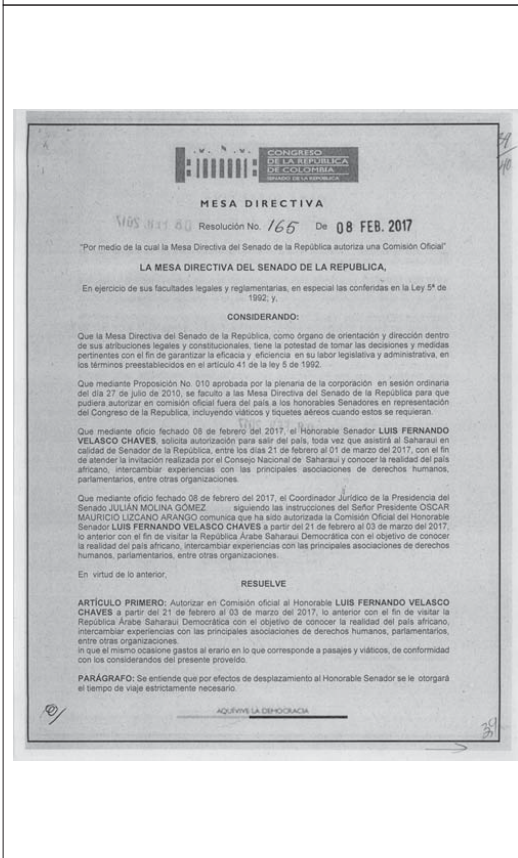 CONGRESO
DE LA REPÚBLICA
DE COLOMBIA
SENADO DE LA REPÚBLICA
MESA DIRECTIVA
Resolución No. 165 De 08 FEB. 2017
"Por medio de la cual la Mesa Directiva del Senado de la República autoriza una Comisión Oficial"
LA MESA DIRECTIVA DEL SENADO DE LA REPUBLICA,
En ejercicio de sus facultades legales y reglamentarias, en especial las conferidas en la Ley 5ª de
1992; y,
CONSIDERANDO:
Que la Mesa Directiva del Senado de la República, como órgano de orientación y dirección dentro
de sus atribuciones legales y constitucionales, tiene la potestad de tomar las decisiones y medidas
pertinentes con el fin de garantizar la eficacia y eficiencia en su labor legislativa y administrativa, en
los términos preestablecidos en el artículo 41 de la ley 5 de 1992.
Que mediante Proposición No. 010 aprobada por la plenaria de la corporación en sesión ordinaria
del día 27 de julio de 2010, se faculto a las Mesa Directiva del Senado de la República para que
pudiera autorizar en comisión oficial fuera del país a los honorables Senadores en representación
del Congreso de la Republica, incluyendo viáticos y tiquetes aéreos cuando estos se requieran.
Que mediante oficio fechado 08 de febrero del 2017, el Honorable Senador LUIS FERNANDO
VELASCO CHAVES, solicita autorización para salir del país, toda vez que asistirá al Saharaui en
calidad de Senador de la República, entre los días 21 de febrero al 01 de marzo del 2017, con el fin
de atender la invitación realizada por el Consejo Nacional de Saharaui y conocer la realidad del país
africano, intercambiar experiencias con las principales asociaciones de derechos humanos,
parlamentarios, entre otras organizaciones.
Que mediante oficio fechado 08 de febrero del 2017, el Coordinador Jurídico de la Presidencia del
Senado JULIÁN MOLINA GÓMEZ siguiendo las instrucciones del Señor Presidente OSCAR
MAURICIO LIZCANO ARANGO comunica que ha sido autorizada la Comisión Oficial del Honorable
Senador LUIS FERNANDO VELASCO CHAVES a partir del 21 de febrero al 03 de marzo del 2017,
lo anterior con el fin de visitar la República Árabe Saharaui Democrática con el objetivo de conocer
la realidad del país africano, intercambiar experiencias con las principales asociaciones de derechos
humanos, parlamentarios, entre otras organizaciones.
En virtud de lo anterior,
RESUELVE
ARTÍCULO PRIMERO: Autorizar en Comisión oficial al Honorable LUIS FERNANDO VELASCO
CHAVES a partir del 21 de febrero al 03 de marzo del 2017, lo anterior con el fin de visitar la
República Árabe Saharaui Democrática con el objetivo de conocer la realidad del país africano,
intercambiar experiencias con las principales asociaciones de derechos humanos, parlamentarios,
entre otras organizaciones.
in que el mismo ocasione gastos al erario en lo que corresponde a pasajes y viáticos, de conformidad
con los considerandos del presente proveído.
PARÁGRAFO: Se entiende que por efectos de desplazamiento al Honorable Senador se le otorgará
el tiempo de viaje estrictamente necesario.
AQUÍ VIVE LA DEMOCRACIA